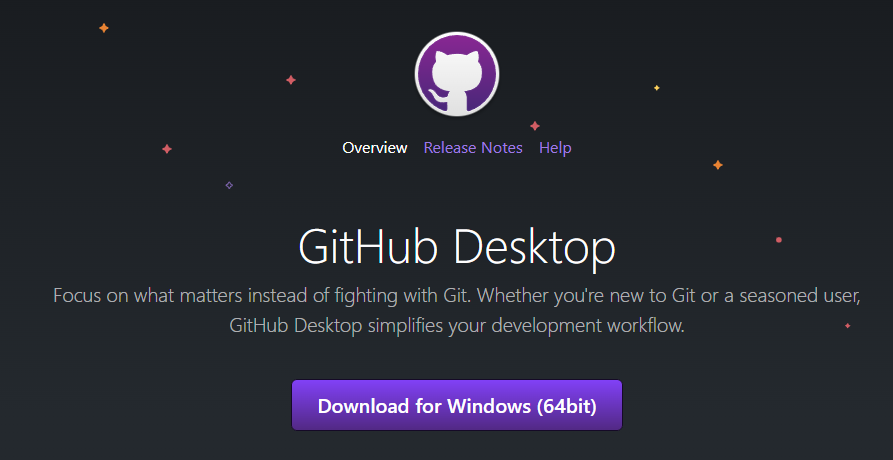 Overview Release Notes Help
GitHub Desktop
Focus on what matters instead of fighting with Git. Whether you're new to Git or a seasoned user,
GitHub Desktop simplifies your development workflow.
Download for Windows (64bit)